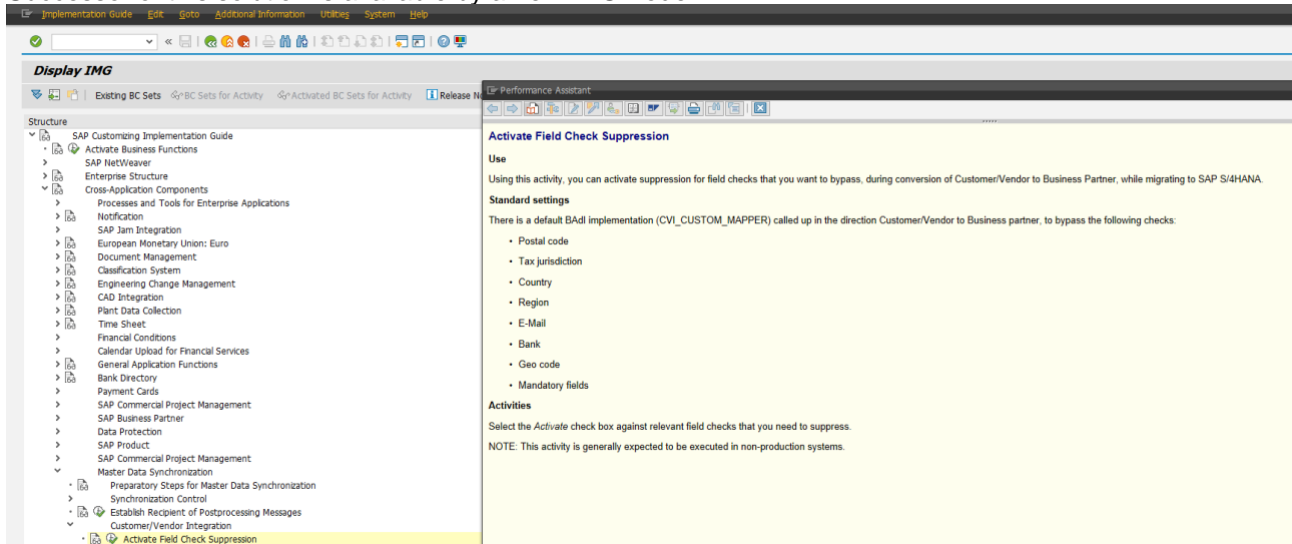 Implementation Guide Edit Goto Additional Information Utilities System Help
Display IMG
Existing BC Sets BC Sets for Activity Activated BC Sets for Activity Release
Structure
SAP Customizing Implementation Guide
Activate Business Functions
SAP NetWeaver
Enterprise Structure
Cross-Application Components
Processes and Tools for Enterprise Applications
Notification
SAP Jam Integration
European Monetary Union: Euro
Document Management
Classification System
Engineering Change Management
CAD Integration
Plant Data Collection
Time Sheet
Financial Conditions
Calendar Upload for Financial Services
General Application Functions
Bank Directory
Payment Cards
SAP Commercial Project Management
SAP Business Partner
Data Protection
SAP Product
SAP Commercial Project Management
Master Data Synchronization
Preparatory Steps for Master Data Synchronization
Synchronization Control
Establish Recipient of Postprocessing Messages
Customer/Vendor Integration
Activate Field Check Suppression
Performance Assistant
Activate Field Check Suppression
Use
Using this activity, you can activate suppression for field checks that you want to bypass, during conversion of Customer/Vendor to Business Partner, while migrating to SAP S/4HANA.
Standard settings
There is a default BAdI implementation (CVI_CUSTOM_MAPPER) called up in the direction Customer/Vendor to Business partner, to bypass the following checks:
• Postal code
• Tax jurisdiction
• Country
• Region
• E-Mail
• Bank
• Geo code
• Mandatory fields
Activities
Select the Activate check box against relevant field checks that you need to suppress.
NOTE: This activity is generally expected to be executed in non-production systems.